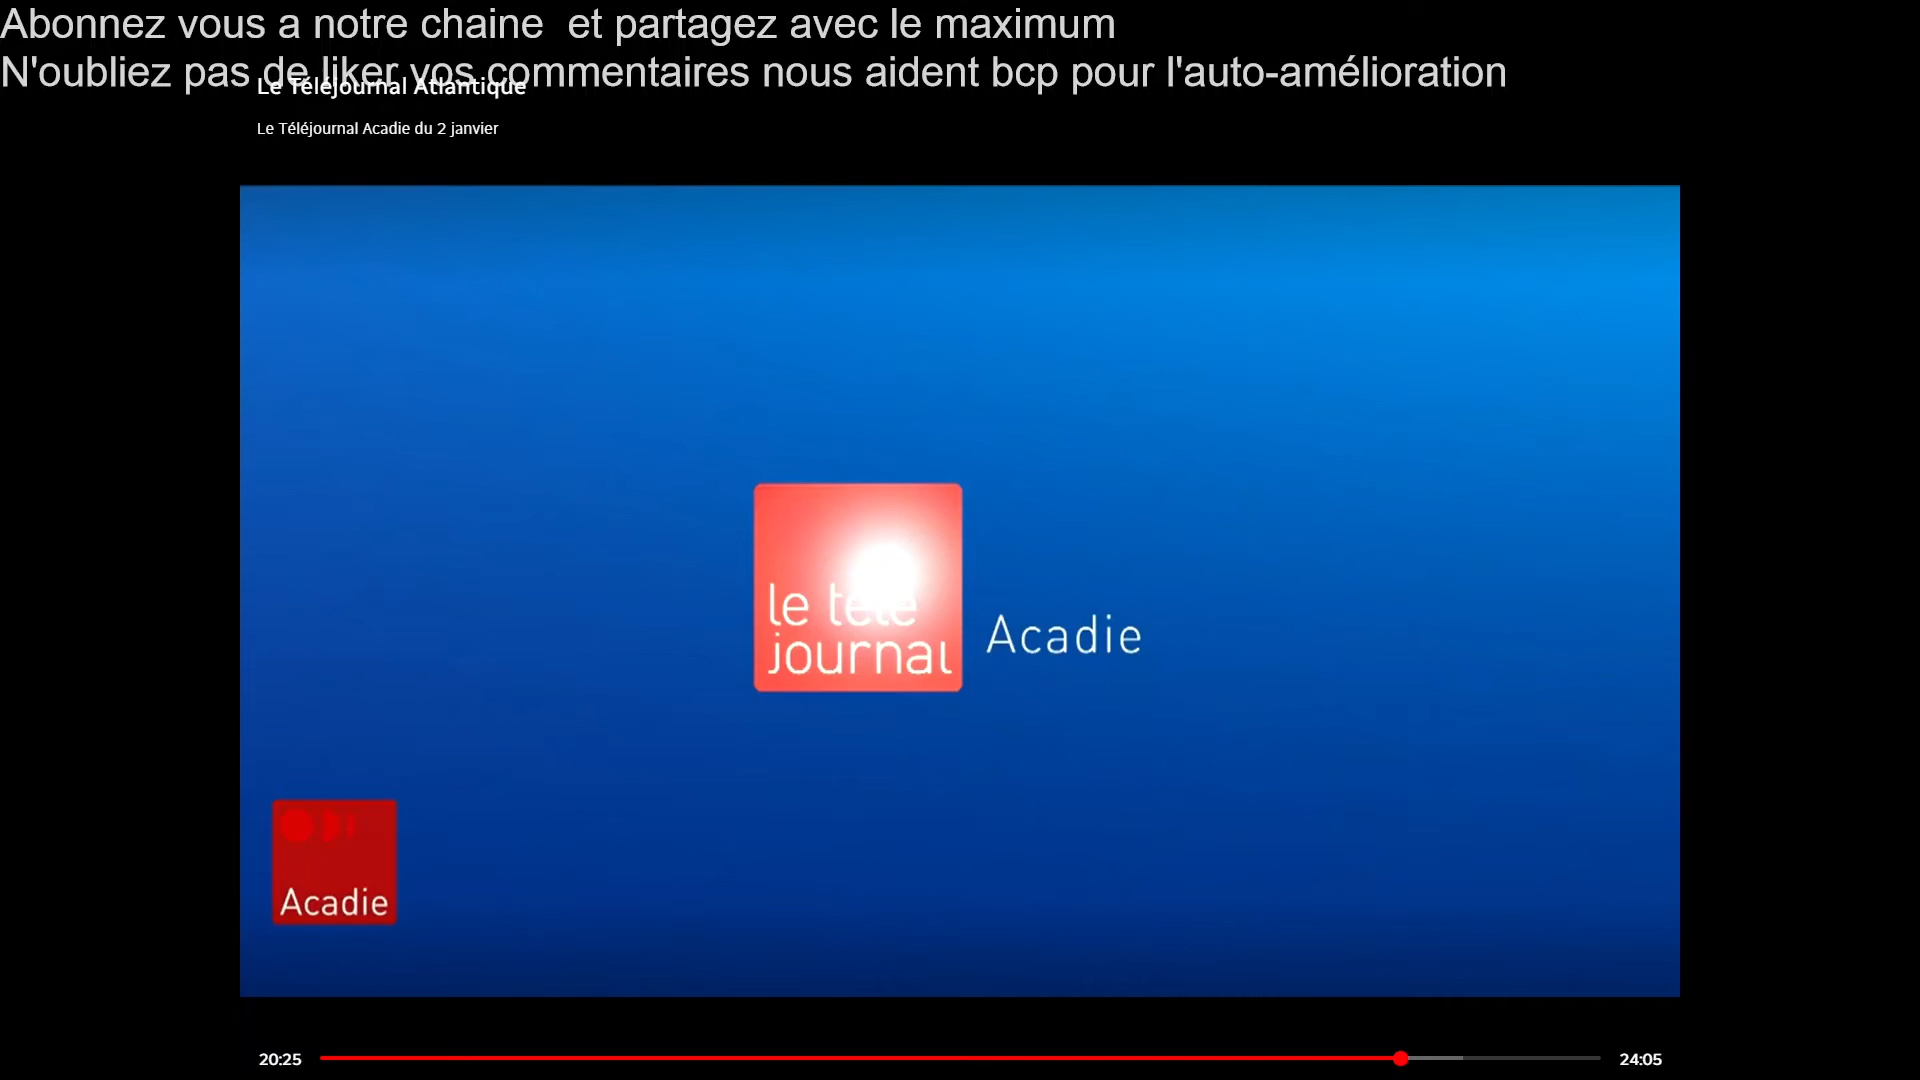 Abonnez vous a notre chaine  et partagez avec le maximum
N'oubliez pas de liker vos commentaires nous aident bcp pour l'auto-amélioration
Le Téléjournal Atlantique
Le Téléjournal Acadie du 2 janvier
le télé
journal
Acadie
Acadie
20:25
24:05